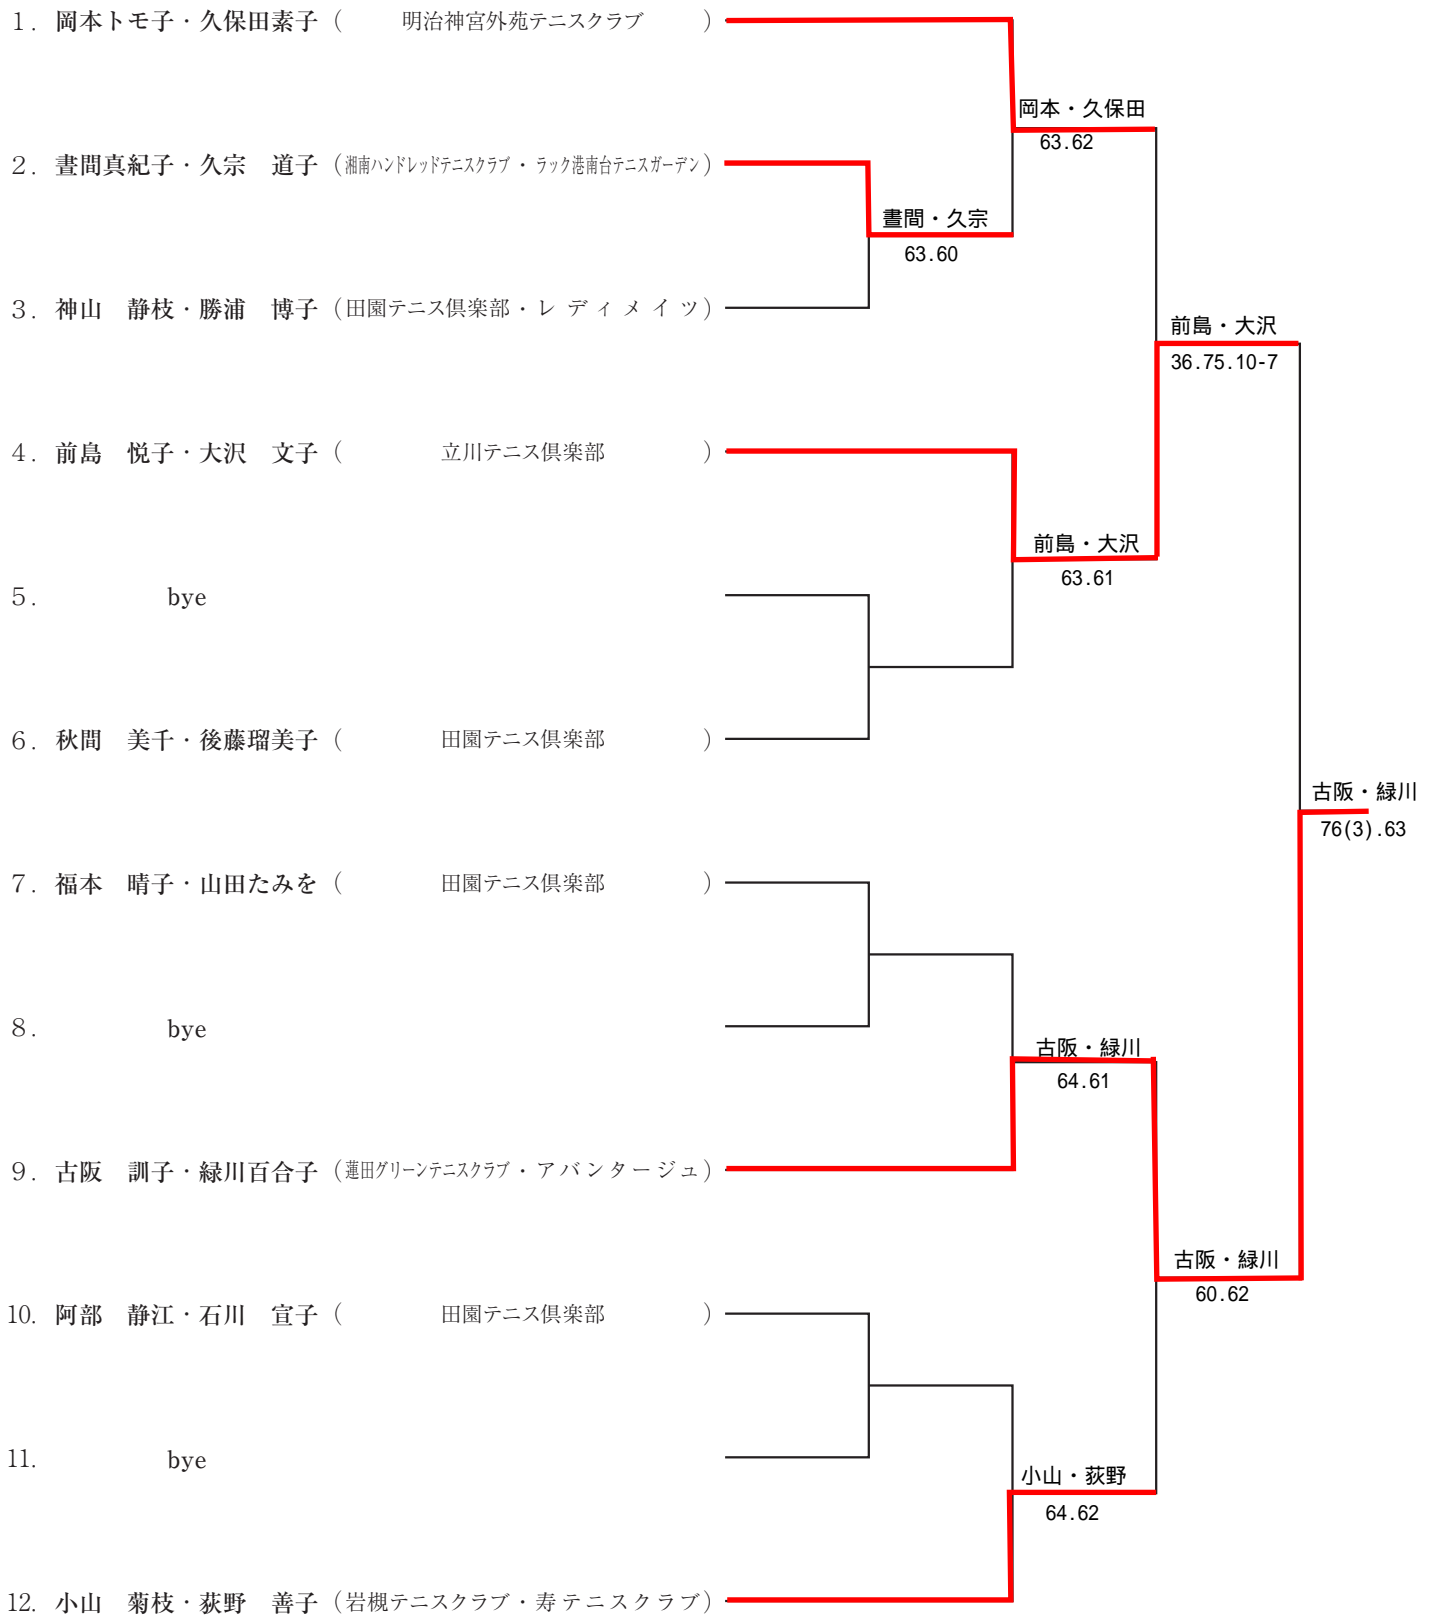 1. 岡本トモ子・久保田素子 ( 明治神宮外苑テニスクラブ )
岡本・久保田
63.62
2. 晝間真紀子・久宗 道子 (湘南ハンドレッドテニスクラブ・ラック港南台テニスガーデン)
晝間・久宗
63.60
3. 神山 静枝・勝浦 博子 (田園テニス倶楽部・レディメイツ)
前島・大沢
36.75.10-7
4. 前島 悦子・大沢 文子 ( 立川テニス倶楽部 )
前島・大沢
63.61
5. bye
6. 秋間 美千・後藤瑠美子 ( 田園テニス倶楽部 )
古阪・緑川
76(3).63
7. 福本 晴子・山田たみを ( 田園テニス倶楽部 )
8. bye
古阪・緑川
64.61
9. 古阪 訓子・緑川百合子 (蓮田グリーンテニスクラブ・アバンタージュ)
古阪・緑川
60.62
10. 阿部 静江・石川 宣子 ( 田園テニス倶楽部 )
11. bye
小山・荻野
64.62
12. 小山 菊枝・荻野 善子 (岩槻テニスクラブ・寿テニスクラブ)